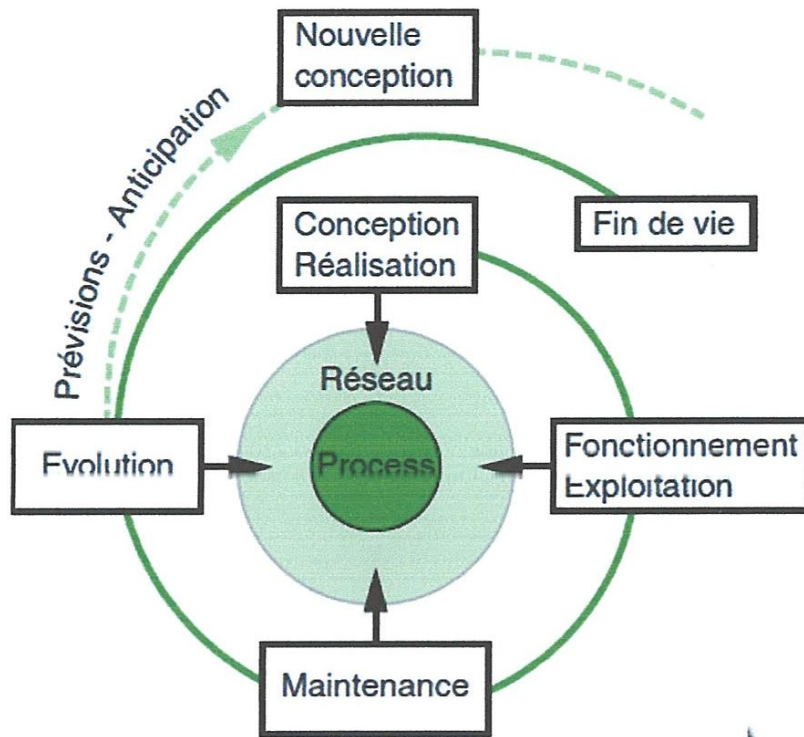 Nouvelle
conception
Prévisions - Anticipation
Fin de vie
Conception
Réalisation
Réseau
Evolution
Process
Fonctionnement
Exploitation
Maintenance